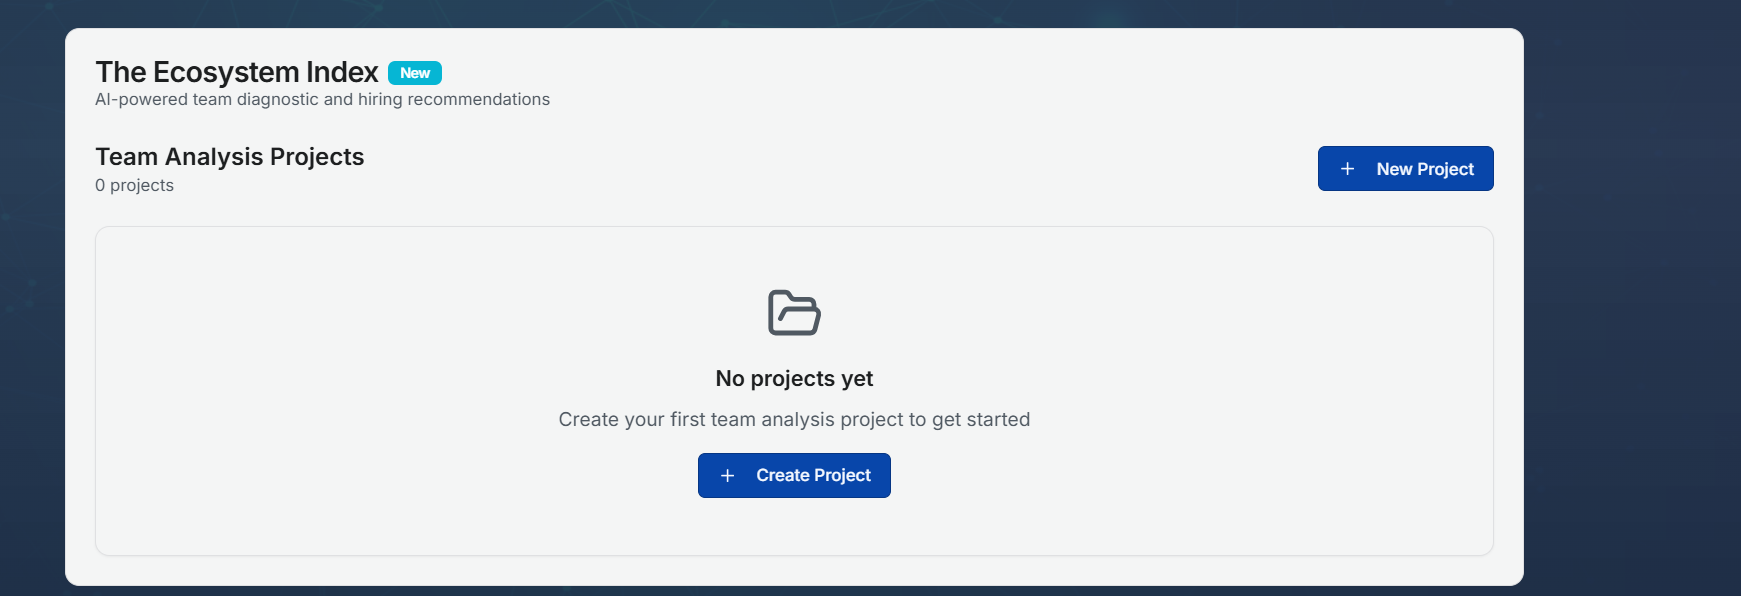 The Ecosystem Index New
AI-powered team diagnostic and hiring recommendations
Team Analysis Projects
0 projects
New Project
No projects yet
Create your first team analysis project to get started
Create Project